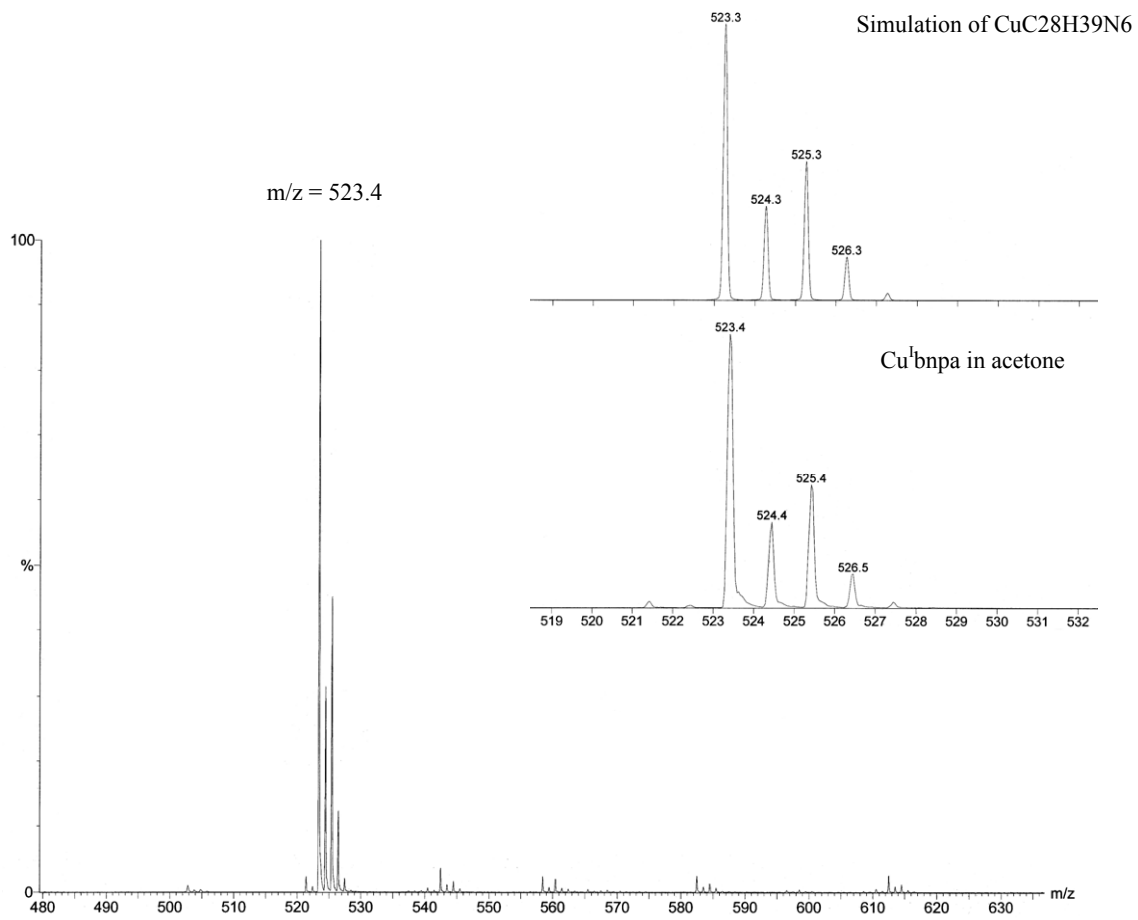 523.3
Simulation of CuC28H39N6
525.3
m/z = 523.4
524.3
526.3
100
523.4
Cu^Ibnpa in acetone
525.4
524.4
526.5
%
519 520 521 522 523 524 525 526 527 528 529 530 531 532
0
m/z
480 490 500 510 520 530 540 550 560 570 580 590 600 610 620 630